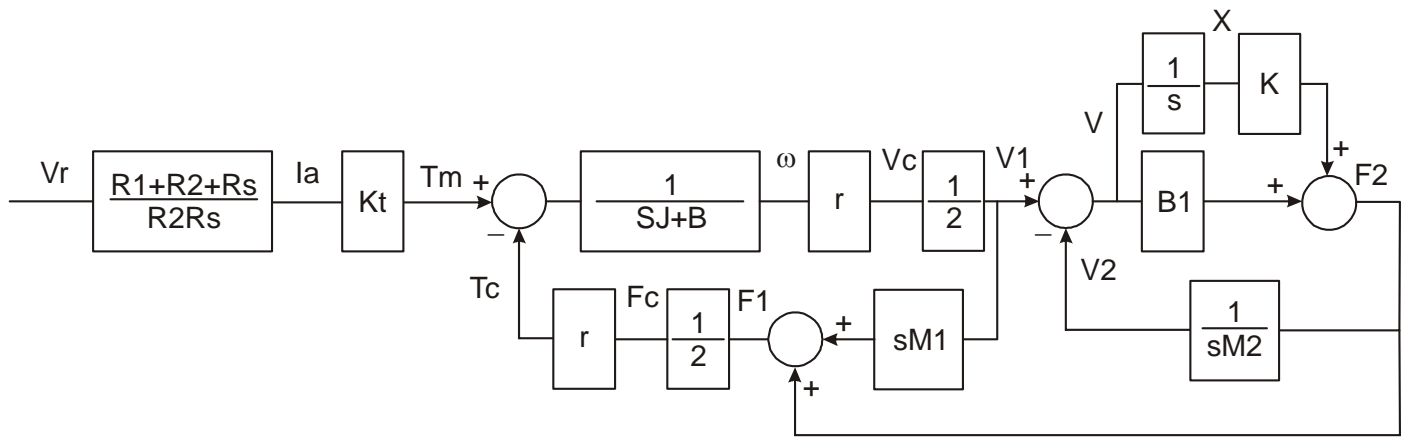 X
1
s
K
V
Vr
R1+R2+Rs
R2Rs
Ia
Kt
Tm
+
−
1
SJ+B
ω
r
Vc
1
2
V1
+
−
B1
+
+
F2
V2
Tc
r
Fc
1
2
F1
+
+
sM1
1
sM2